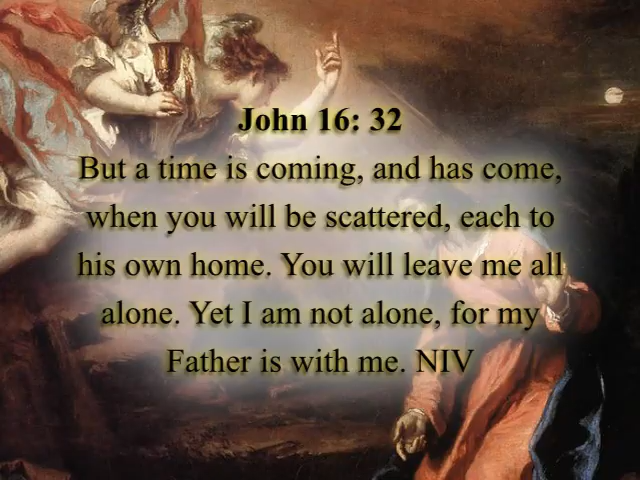 John 16: 32
But a time is coming, and has come,
when you will be scattered, each to
his own home. You will leave me all
alone. Yet I am not alone, for my
Father is with me. NIV